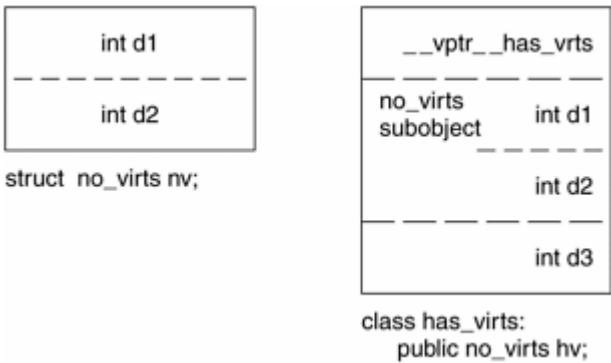 int d1
int d2
struct no_virts nv;
__vptr__has_vrts
no_virts
subobject
int d1
int d2
int d3
class has_virts:
public no_virts hv;